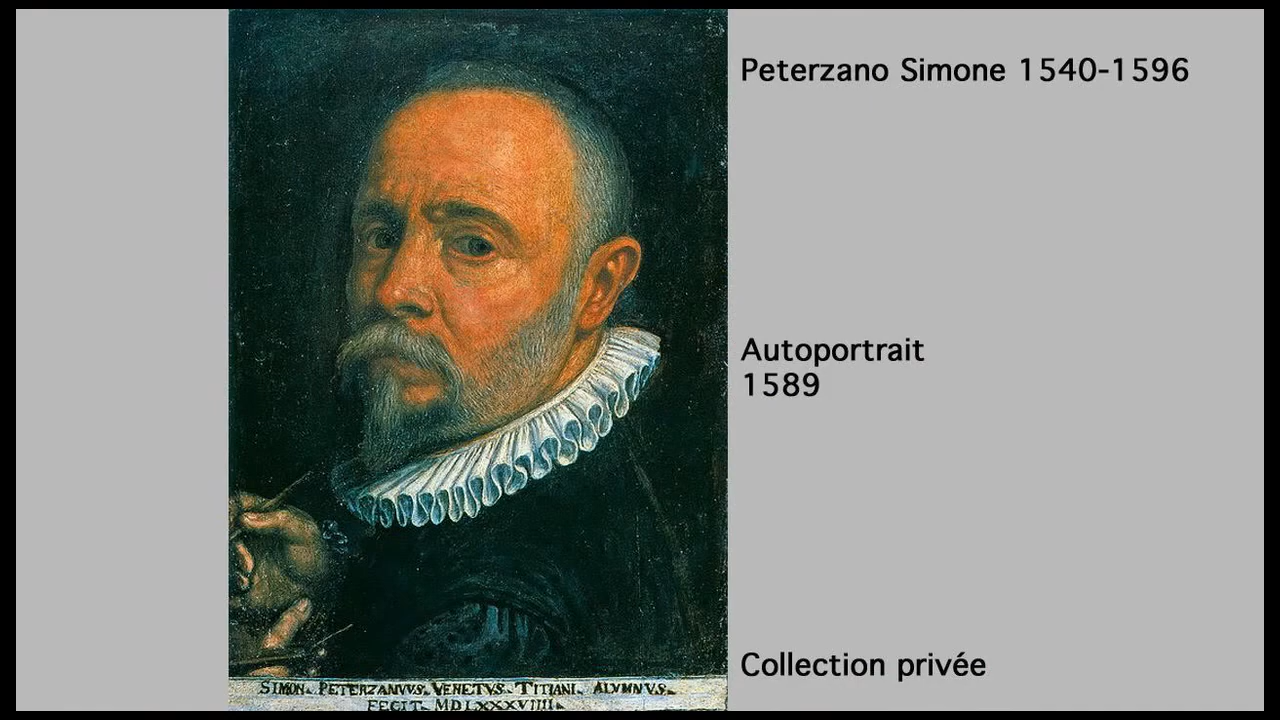 Peterzano Simone 1540-1596
Autoportrait
1589
Collection privée
SIMON. PETERZANVS. VENETVS. TITIANI. ALVMNVS.
FECIT. MDLXXXVIIII.